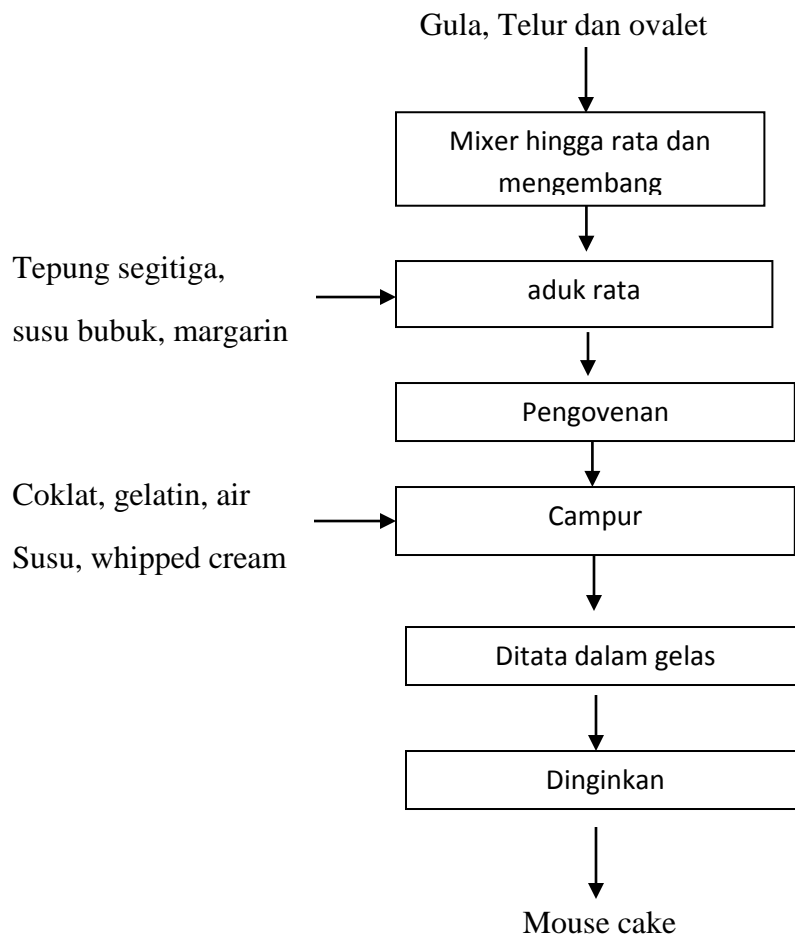 Gula, Telur dan ovalet
Mixer hingga rata dan
mengembang
Tepung segitiga,
susu bubuk, margarin
aduk rata
Pengovenan
Coklat, gelatin, air
Susu, whipped cream
Campur
Ditata dalam gelas
Dinginkan
Mouse cake